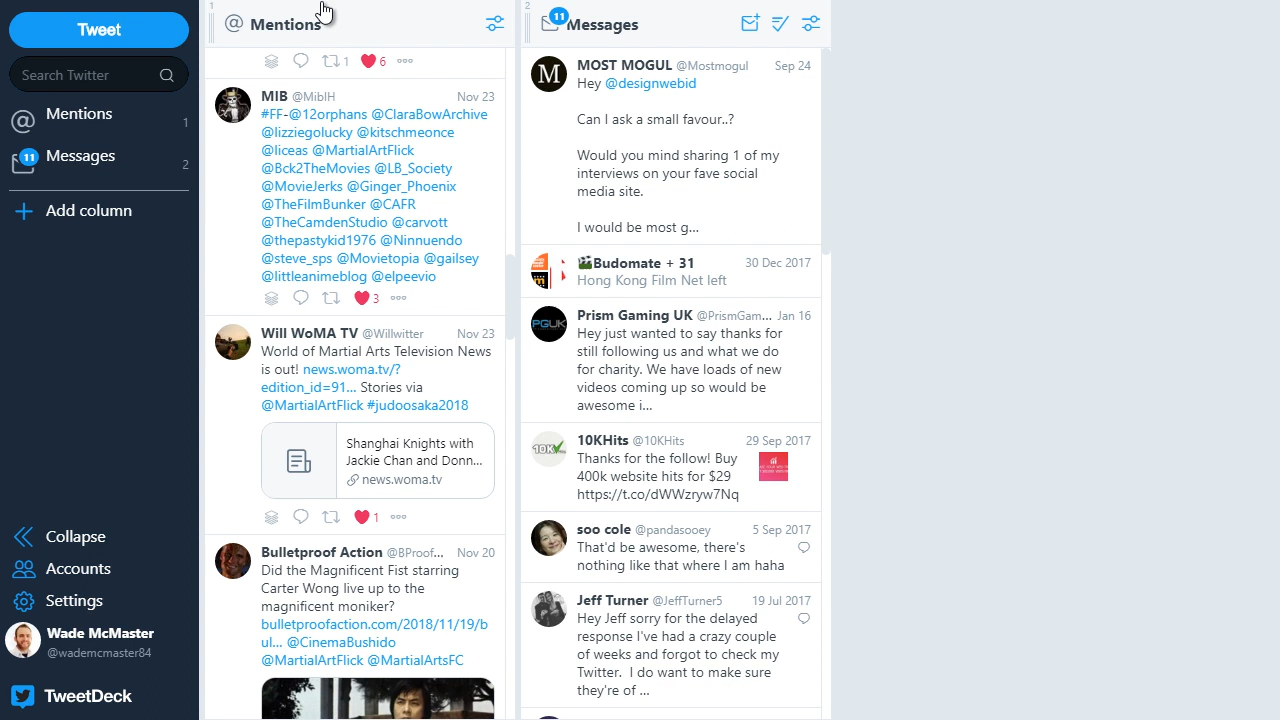 Tweet
Search Twitter
Mentions
1
11
Messages
2
Add column
Collapse
Accounts
Settings
Wade McMaster
@wademcmaster84
TweetDeck
1
@ Mentions
1
6
MIB @MiblH Nov 23
#FF-@12orphans @ClaraBowArchive
@lizziegolucky @kitschmeonce
@liceas @MartialArtFlick
@Bck2TheMovies @LB_Society
@MovieJerks @Ginger_Phoenix
@TheFilmBunker @CAFR
@TheCamdenStudio @carvott
@thepastykid1976 @Ninnuendo
@steve_sps @Movietopia @gailsey
@littleanimeblog @elpeevio
3
Will WoMA TV @Willwitter Nov 23
World of Martial Arts Television News
is out! news.woma.tv/?
edition_id=91... Stories via
@MartialArtFlick #judoosaka2018
Shanghai Knights with
Jackie Chan and Donn...
news.woma.tv
1
Bulletproof Action @BProof... Nov 20
Did the Magnificent Fist starring
Carter Wong live up to the
magnificent moniker?
bulletproofaction.com/2018/11/19/b
ul... @CinemaBushido
@MartialArtFlick @MartialArtsFC
2
11
Messages
M
MOST MOGUL @Mostmogul Sep 24
Hey @designwebid
Can I ask a small favour..?
Would you mind sharing 1 of my
interviews on your fave social
media site.
I would be most g...
Budomate + 31 30 Dec 2017
Hong Kong Film Net left
PGUK
Prism Gaming UK @PrismGam... Jan 16
Hey just wanted to say thanks for
still following us and what we do
for charity. We have loads of new
videos coming up so would be
awesome i...
10K
10KHits @10KHits 29 Sep 2017
Thanks for the follow! Buy
400k website hits for $29
https://t.co/dWWzryw7Nq
soo cole @pandasooey 5 Sep 2017
That'd be awesome, there's
nothing like that where I am haha
Jeff Turner @JeffTurner5 19 Jul 2017
Hey Jeff sorry for the delayed
response I've had a crazy couple
of weeks and forgot to check my
Twitter. I do want to make sure
they're of ...